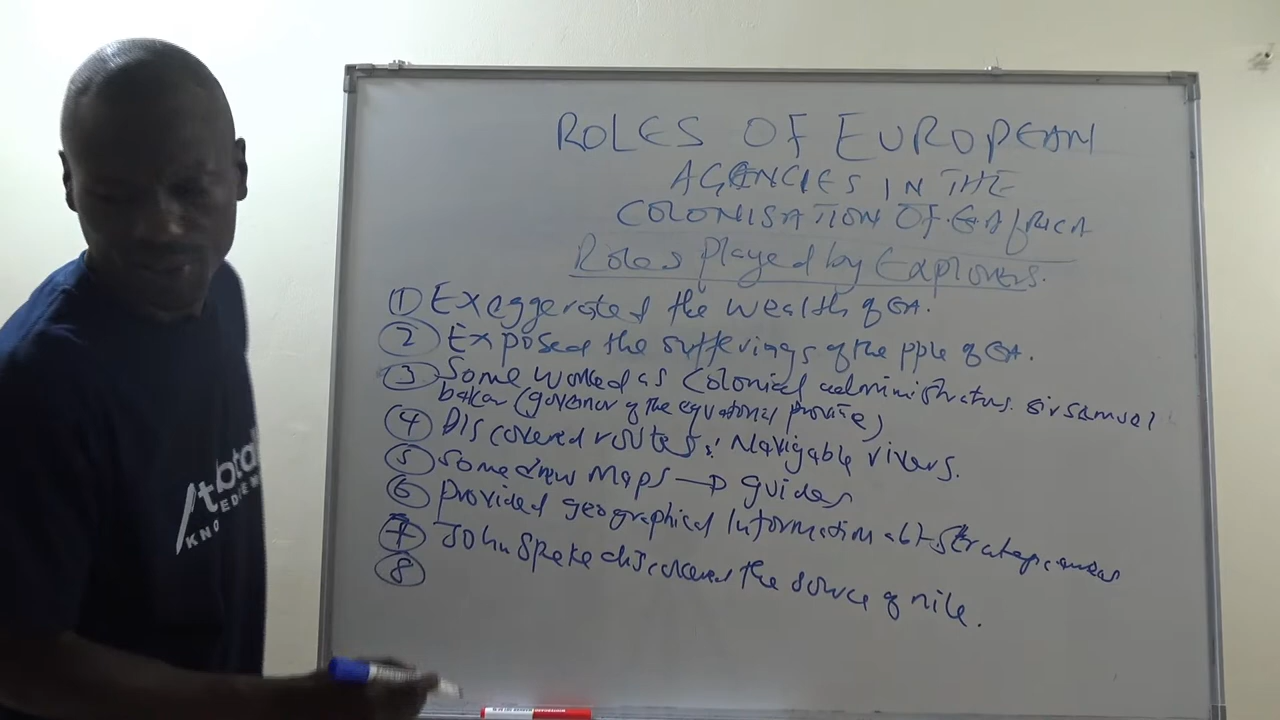 ROLES OF EUROPEAN
AGENCIES IN THE
COLONISATION OF E.AfRICA
Roles Played by Explorers.
① Exaggerated the wealth of EA.
② Exposed the sufferings of the pple of EA.
③ Some worked as colonial administrators. Sir Samuel
baker (governor of the equatorial province)
④ Discovered routes: Navigable rivers.
⑤ Some drew Maps → guides
⑥ Provided geographical Information abt strategic areas
⑦ John Speke discovered the source of nile.
⑧
total
KNOWLEDGE